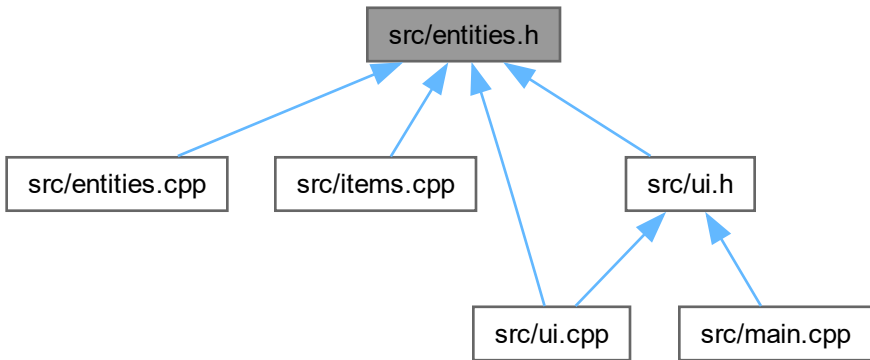 src/entities.h
src/entities.cpp
src/items.cpp
src/ui.h
src/ui.cpp
src/main.cpp